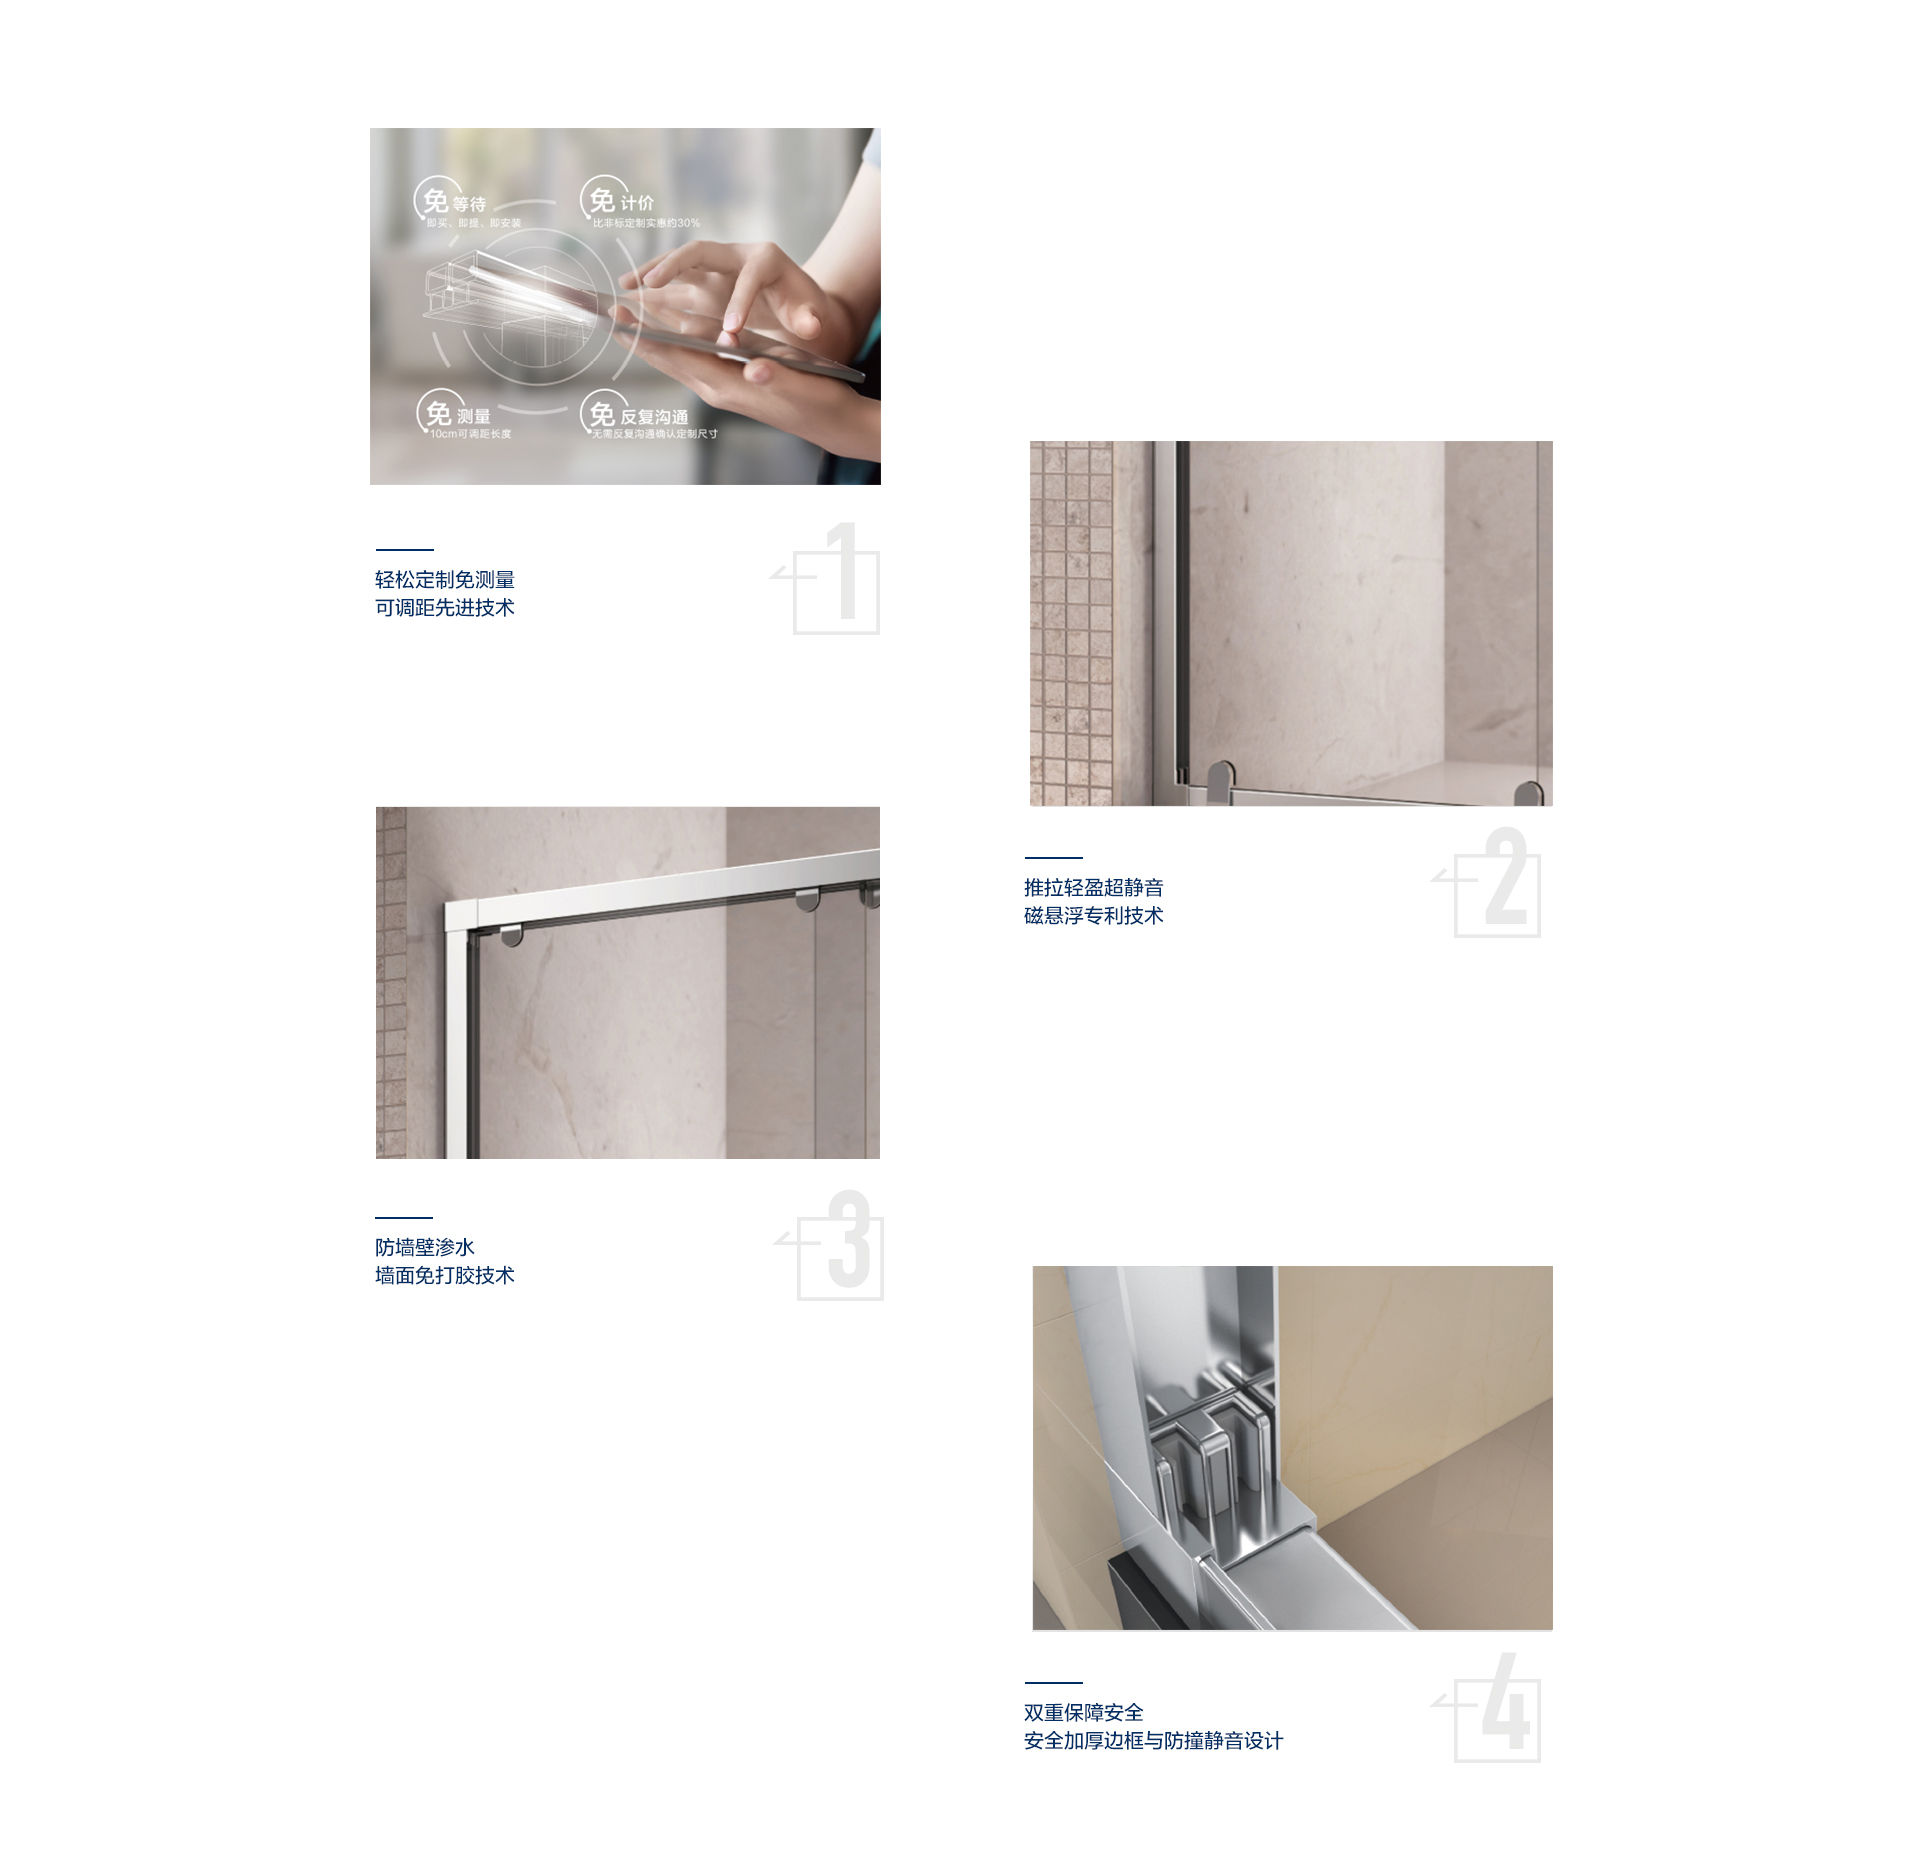 免 等待
即买、即提、即安装
免 计价
比非标定制实惠约30%
免 测量
10cm可调距长度
免 反复沟通
无需反复沟通确认定制尺寸
1
轻松定制免测量
可调距先进技术
2
推拉轻盈超静音
磁悬浮专利技术
3
防墙壁渗水
墙面免打胶技术
4
双重保障安全
安全加厚边框与防撞静音设计